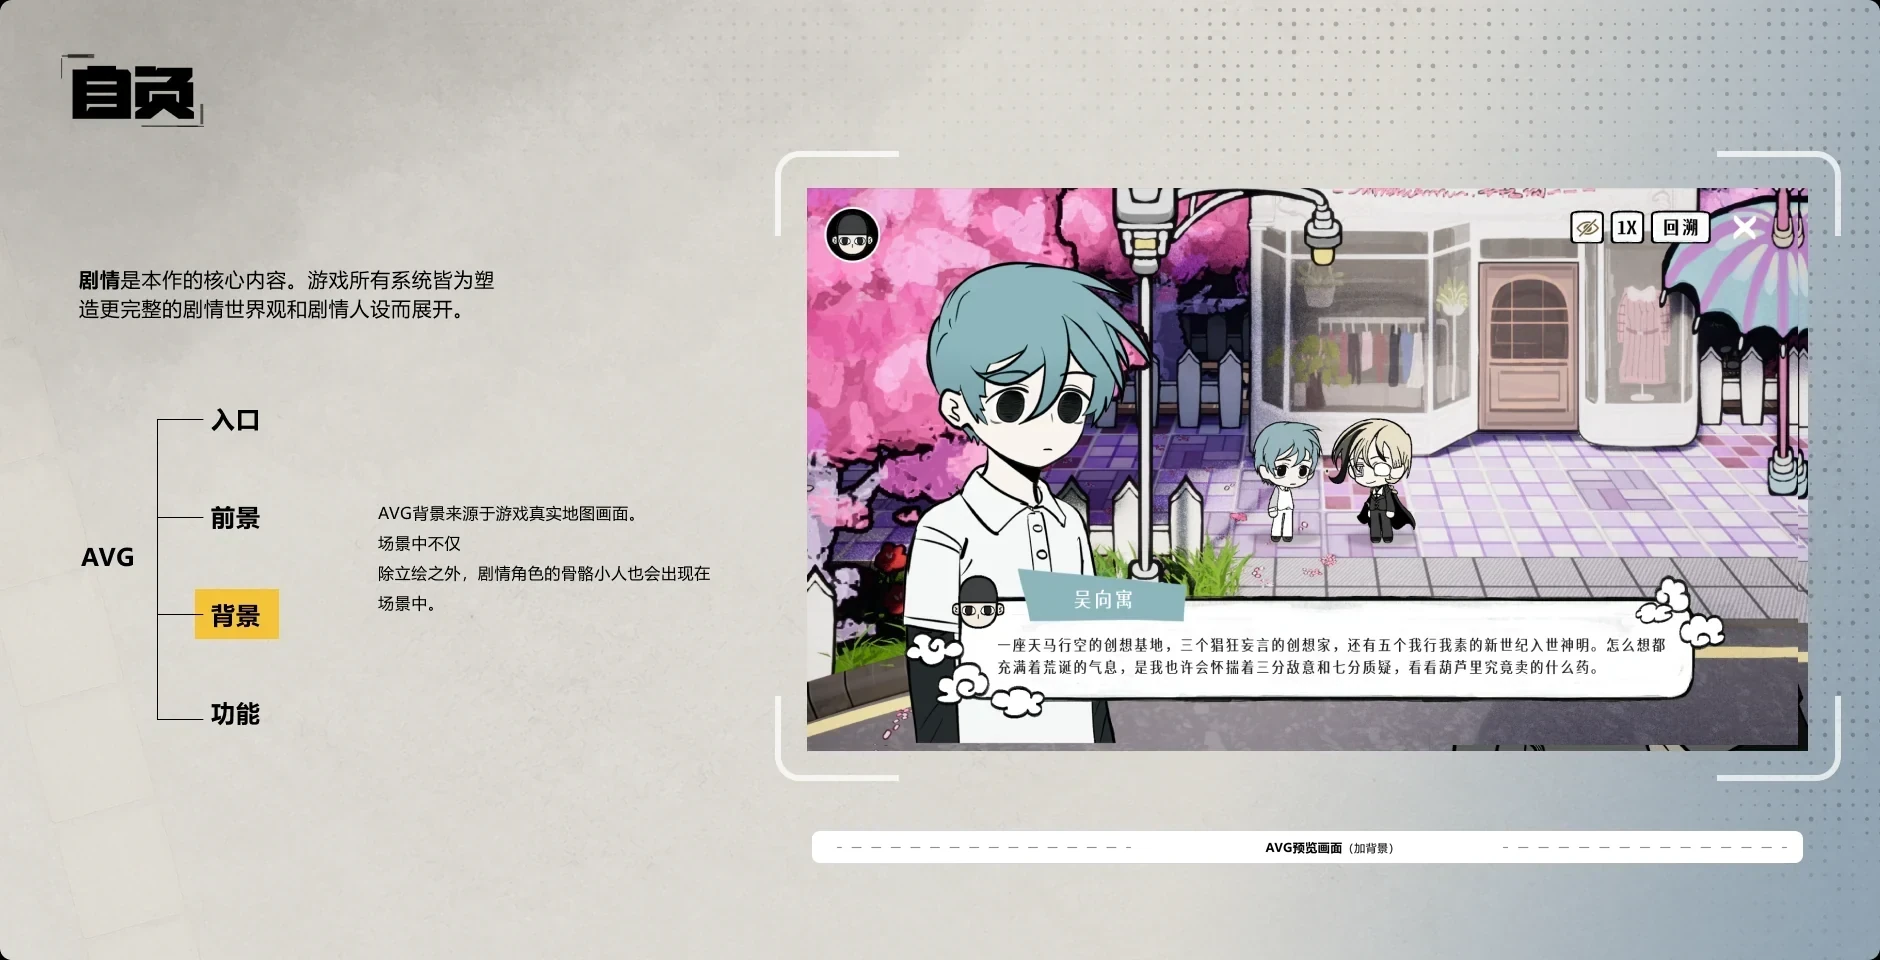 自负
剧情是本作的核心内容。游戏所有系统皆为塑
造更完整的剧情世界观和剧情人设而展开。
AVG
入口
前景
背景
功能
AVG背景来源于游戏真实地图画面。
场景中不仅
除立绘之外，剧情角色的骨骼小人也会出现在
场景中。
1X
回溯
吴向寓
一座天马行空的创想基地，三个猖狂妄言的创想家，还有五个我行我素的新世纪入世神明。怎么想都
充满着荒诞的气息，是我也许会怀揣着三分敌意和七分质疑，看看葫芦里究竟卖的什么药。
AVG预览画面（加背景）